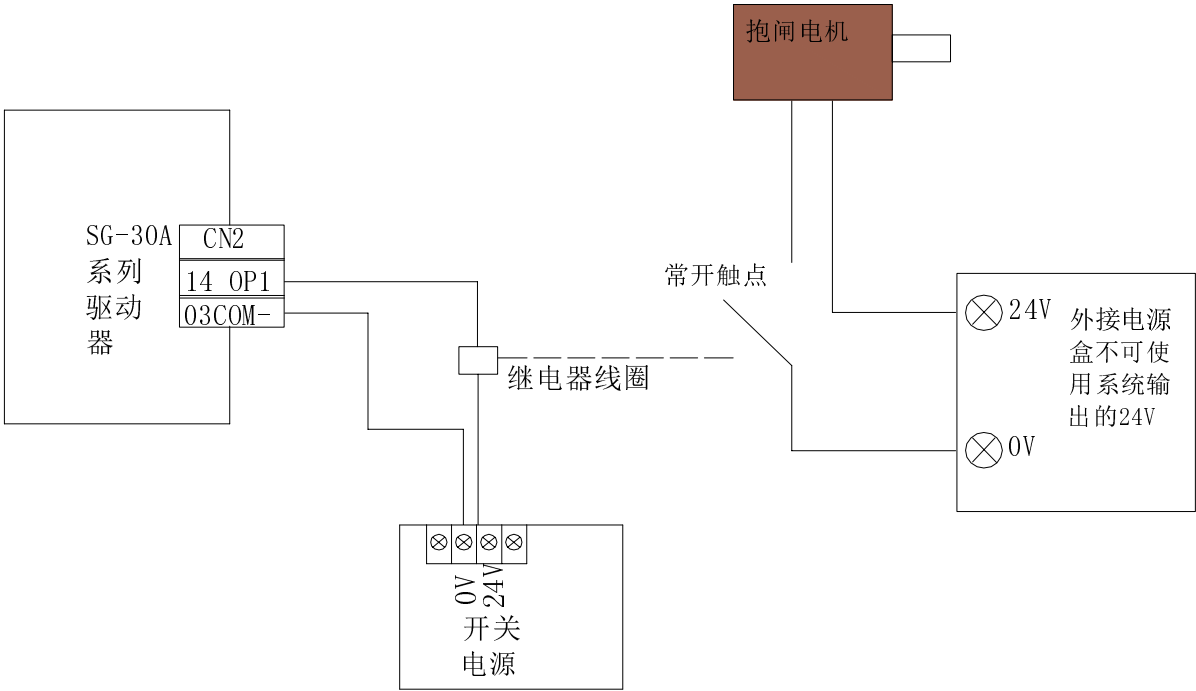 抱闸电机
SG-30A
系列
驱动
器
CN2
14 OP1
03COM-
常开触点
继电器线圈
24V
0V
外接电源
盒不可使
用系统输
出的24V
0V
24V
开关
电源